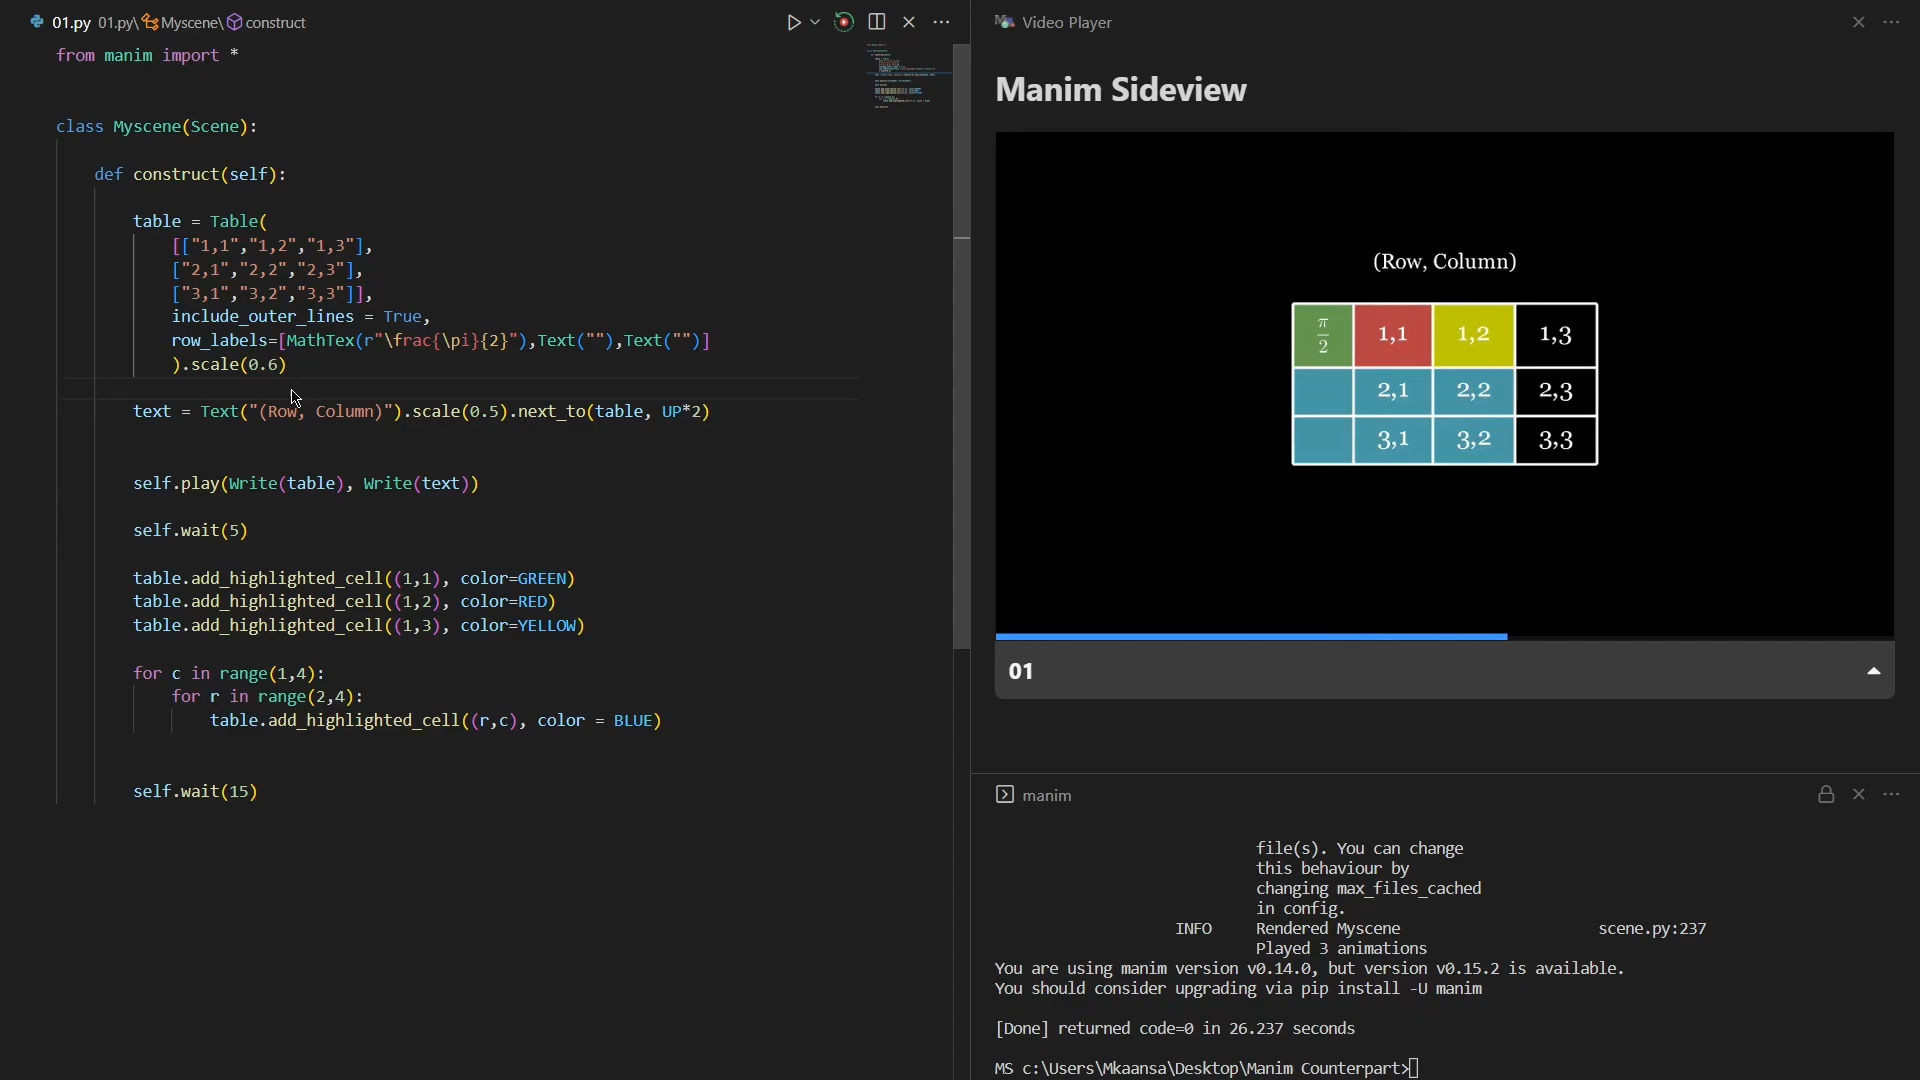 01.py 01.py\ Myscene\ construct
from manim import *
class Myscene(Scene):
def construct(self):
table = Table(
[["1,1","1,2","1,3"],
["2,1","2,2","2,3"],
["3,1","3,2","3,3"]],
include_outer_lines = True,
row_labels=[MathTex(r"\frac{\pi}{2}"),Text(""),Text("")]
).scale(0.6)
text = Text("(Row, Column)").scale(0.5).next_to(table, UP*2)
self.play(Write(table), Write(text))
self.wait(5)
table.add_highlighted_cell((1,1), color=GREEN)
table.add_highlighted_cell((1,2), color=RED)
table.add_highlighted_cell((1,3), color=YELLOW)
for c in range(1,4):
for r in range(2,4):
table.add_highlighted_cell((r,c), color = BLUE)
self.wait(15)
Video Player
Manim Sideview
(Row, Column)
π/2 1,1 1,2 1,3
2,1 2,2 2,3
3,1 3,2 3,3
01
manim
file(s). You can change
this behaviour by
changing max_files_cached
in config.
INFO Rendered Myscene scene.py:237
Played 3 animations
You are using manim version v0.14.0, but version v0.15.2 is available.
You should consider upgrading via pip install -U manim
[Done] returned code=0 in 26.237 seconds
MS c:\Users\Mkaansa\Desktop\Manim Counterpart>